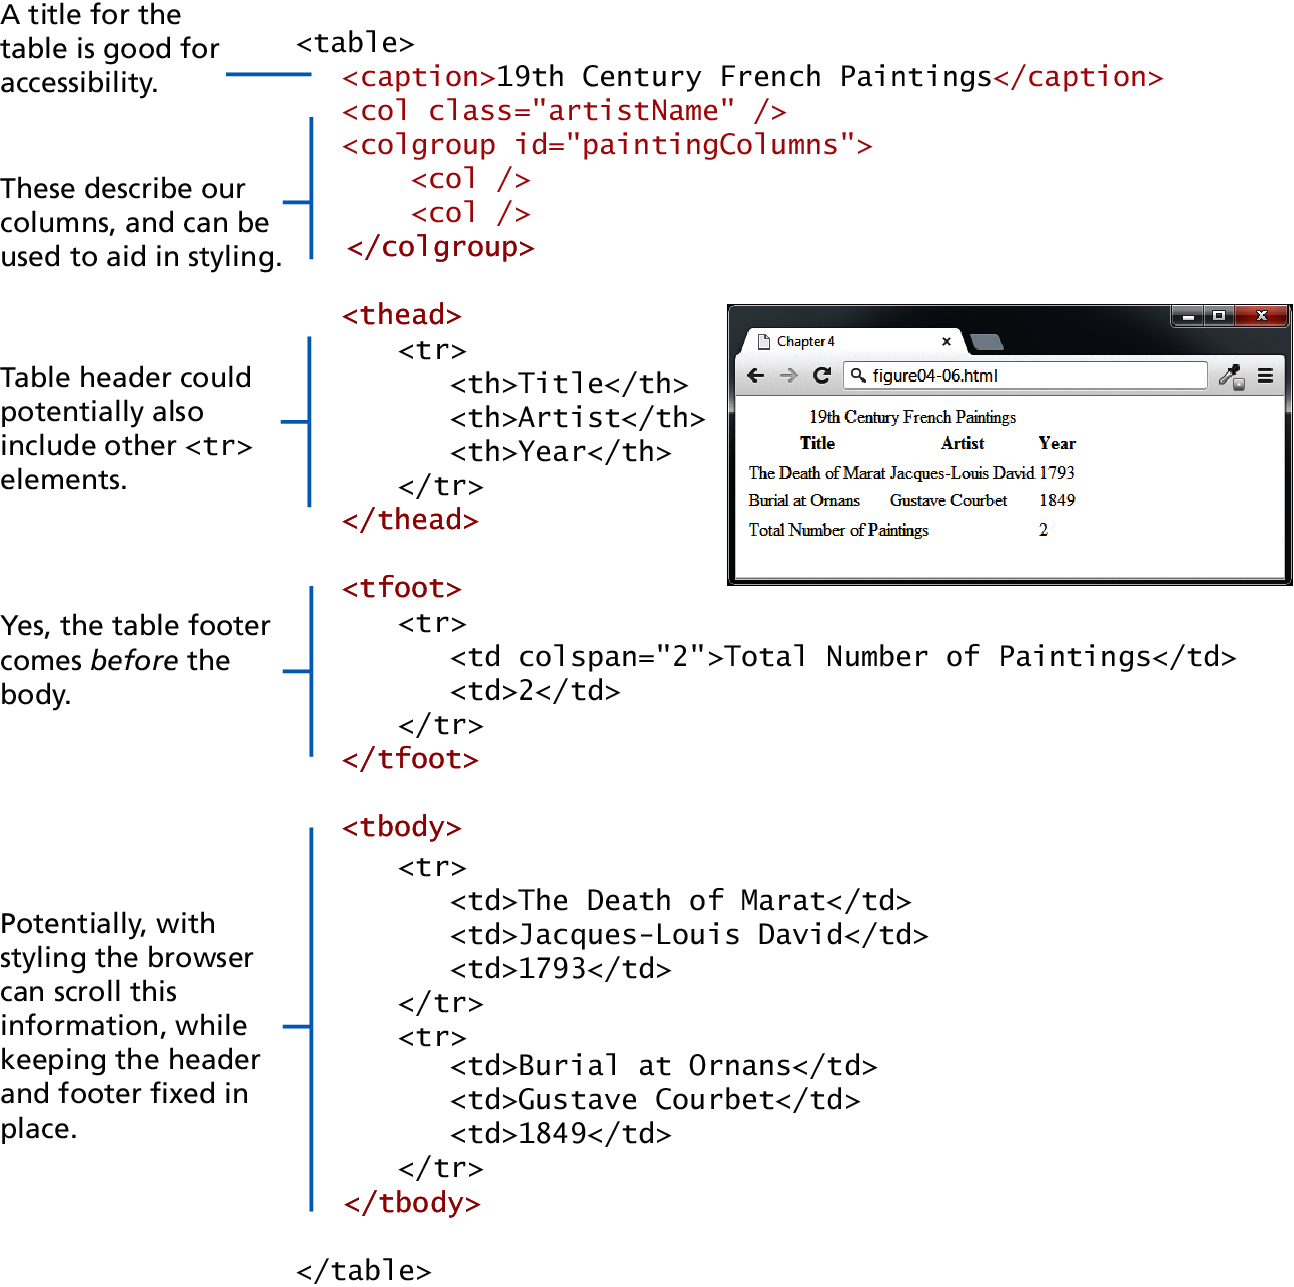 A title for the
table is good for
accessibility.
These describe our
columns, and can be
used to aid in styling.
Table header could
potentially also
include other <tr>
elements.
Yes, the table footer
comes before the
body.
Potentially, with
styling the browser
can scroll this
information, while
keeping the header
and footer fixed in
place.
<table>
<caption>19th Century French Paintings</caption>
<col class="artistName" />
<colgroup id="paintingColumns">
<col />
<col />
</colgroup>
<thead>
<tr>
<th>Title</th>
<th>Artist</th>
<th>Year</th>
</tr>
</thead>
<tfoot>
<tr>
<td colspan="2">Total Number of Paintings</td>
<td>2</td>
</tr>
</tfoot>
<tbody>
<tr>
<td>The Death of Marat</td>
<td>Jacques-Louis David</td>
<td>1793</td>
</tr>
<tr>
<td>Burial at Ornans</td>
<td>Gustave Courbet</td>
<td>1849</td>
</tr>
</tbody>
</table>
Chapter 4
figure04-06.html
19th Century French Paintings
Title Artist Year
The Death of Marat Jacques-Louis David 1793
Burial at Ornans Gustave Courbet 1849
Total Number of Paintings 2